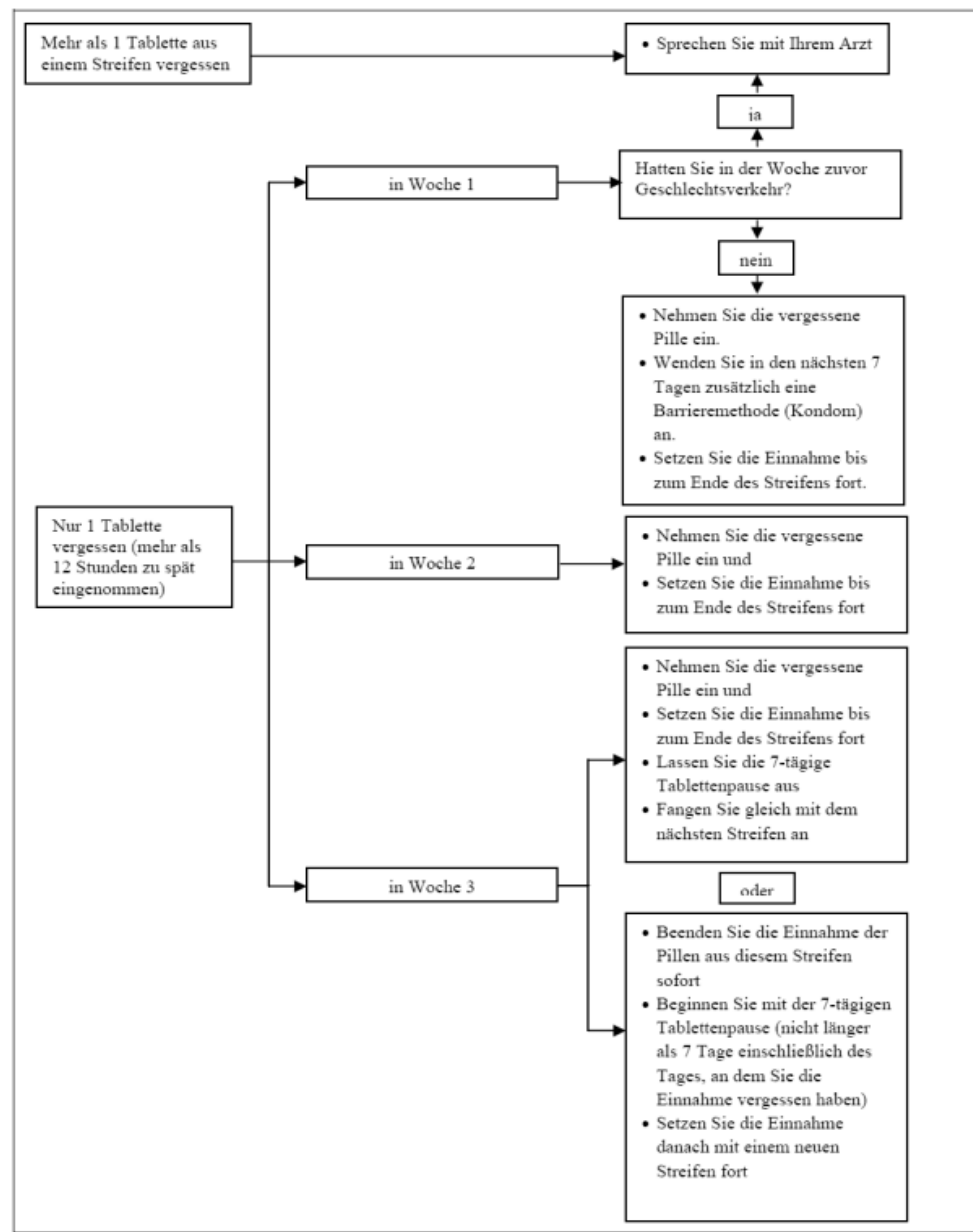 Mehr als 1 Tablette aus
einem Streifen vergessen
• Sprechen Sie mit Ihrem Arzt
ja
in Woche 1
Hatten Sie in der Woche zuvor
Geschlechtsverkehr?
nein
• Nehmen Sie die vergessene
Pille ein.
• Wenden Sie in den nächsten 7
Tagen zusätzlich eine
Barrieremethode (Kondom)
an.
• Setzen Sie die Einnahme bis
zum Ende des Streifens fort.
Nur 1 Tablette
vergessen (mehr als
12 Stunden zu spät
eingenommen)
in Woche 2
• Nehmen Sie die vergessene
Pille ein und
• Setzen Sie die Einnahme bis
zum Ende des Streifens fort
in Woche 3
• Nehmen Sie die vergessene
Pille ein und
• Setzen Sie die Einnahme bis
zum Ende des Streifens fort
• Lassen Sie die 7-tägige
Tablettenpause aus
• Fangen Sie gleich mit dem
nächsten Streifen an
oder
• Beenden Sie die Einnahme der
Pillen aus diesem Streifen
sofort
• Beginnen Sie mit der 7-tägigen
Tablettenpause (nicht länger
als 7 Tage einschließlich des
Tages, an dem Sie die
Einnahme vergessen haben)
• Setzen Sie die Einnahme
danach mit einem neuen
Streifen fort